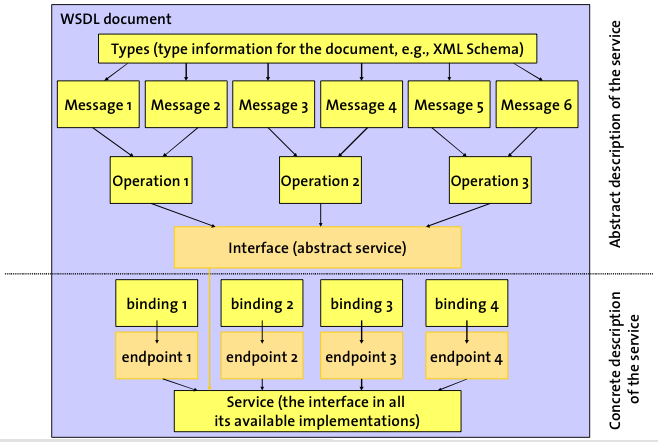 WSDL document
Types (type information for the document, e.g., XML Schema)
Message 1
Message 2
Message 3
Message 4
Message 5
Message 6
Operation 1
Operation 2
Operation 3
Interface (abstract service)
Abstract description of the service
binding 1
binding 2
binding 3
binding 4
endpoint 1
endpoint 2
endpoint 3
endpoint 4
Service (the interface in all
its available implementations)
Concrete description
of the service